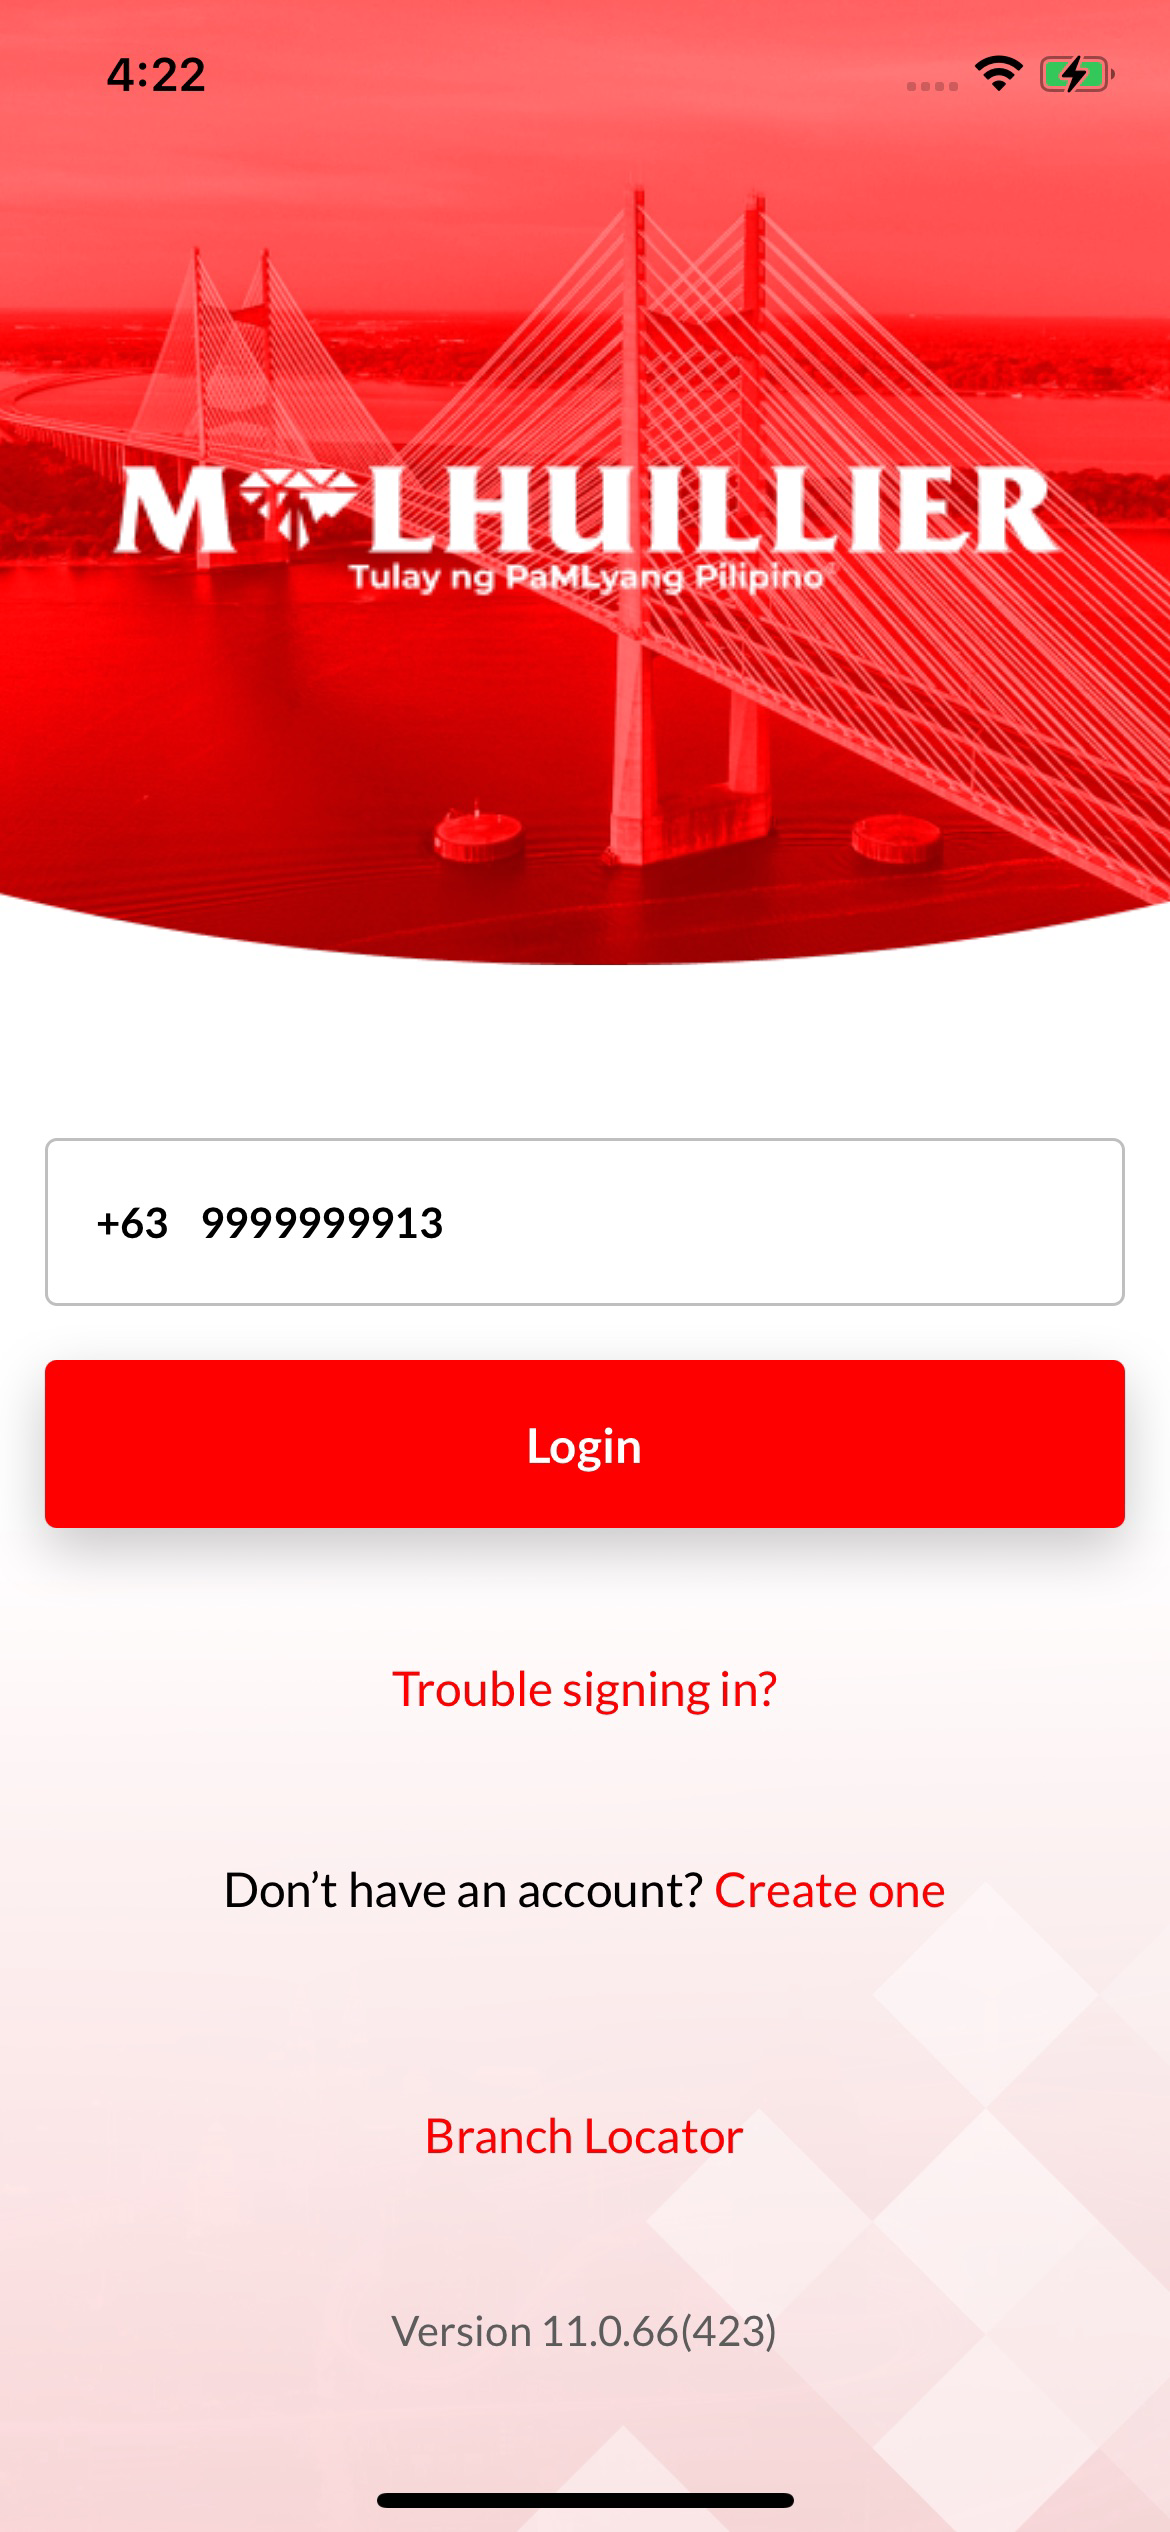 4:22
M LHUILLIER
Tulay ng PaMLyang Pilipino
+63 9999999913
Login
Trouble signing in?
Don’t have an account? Create one
Branch Locator
Version 11.0.66(423)